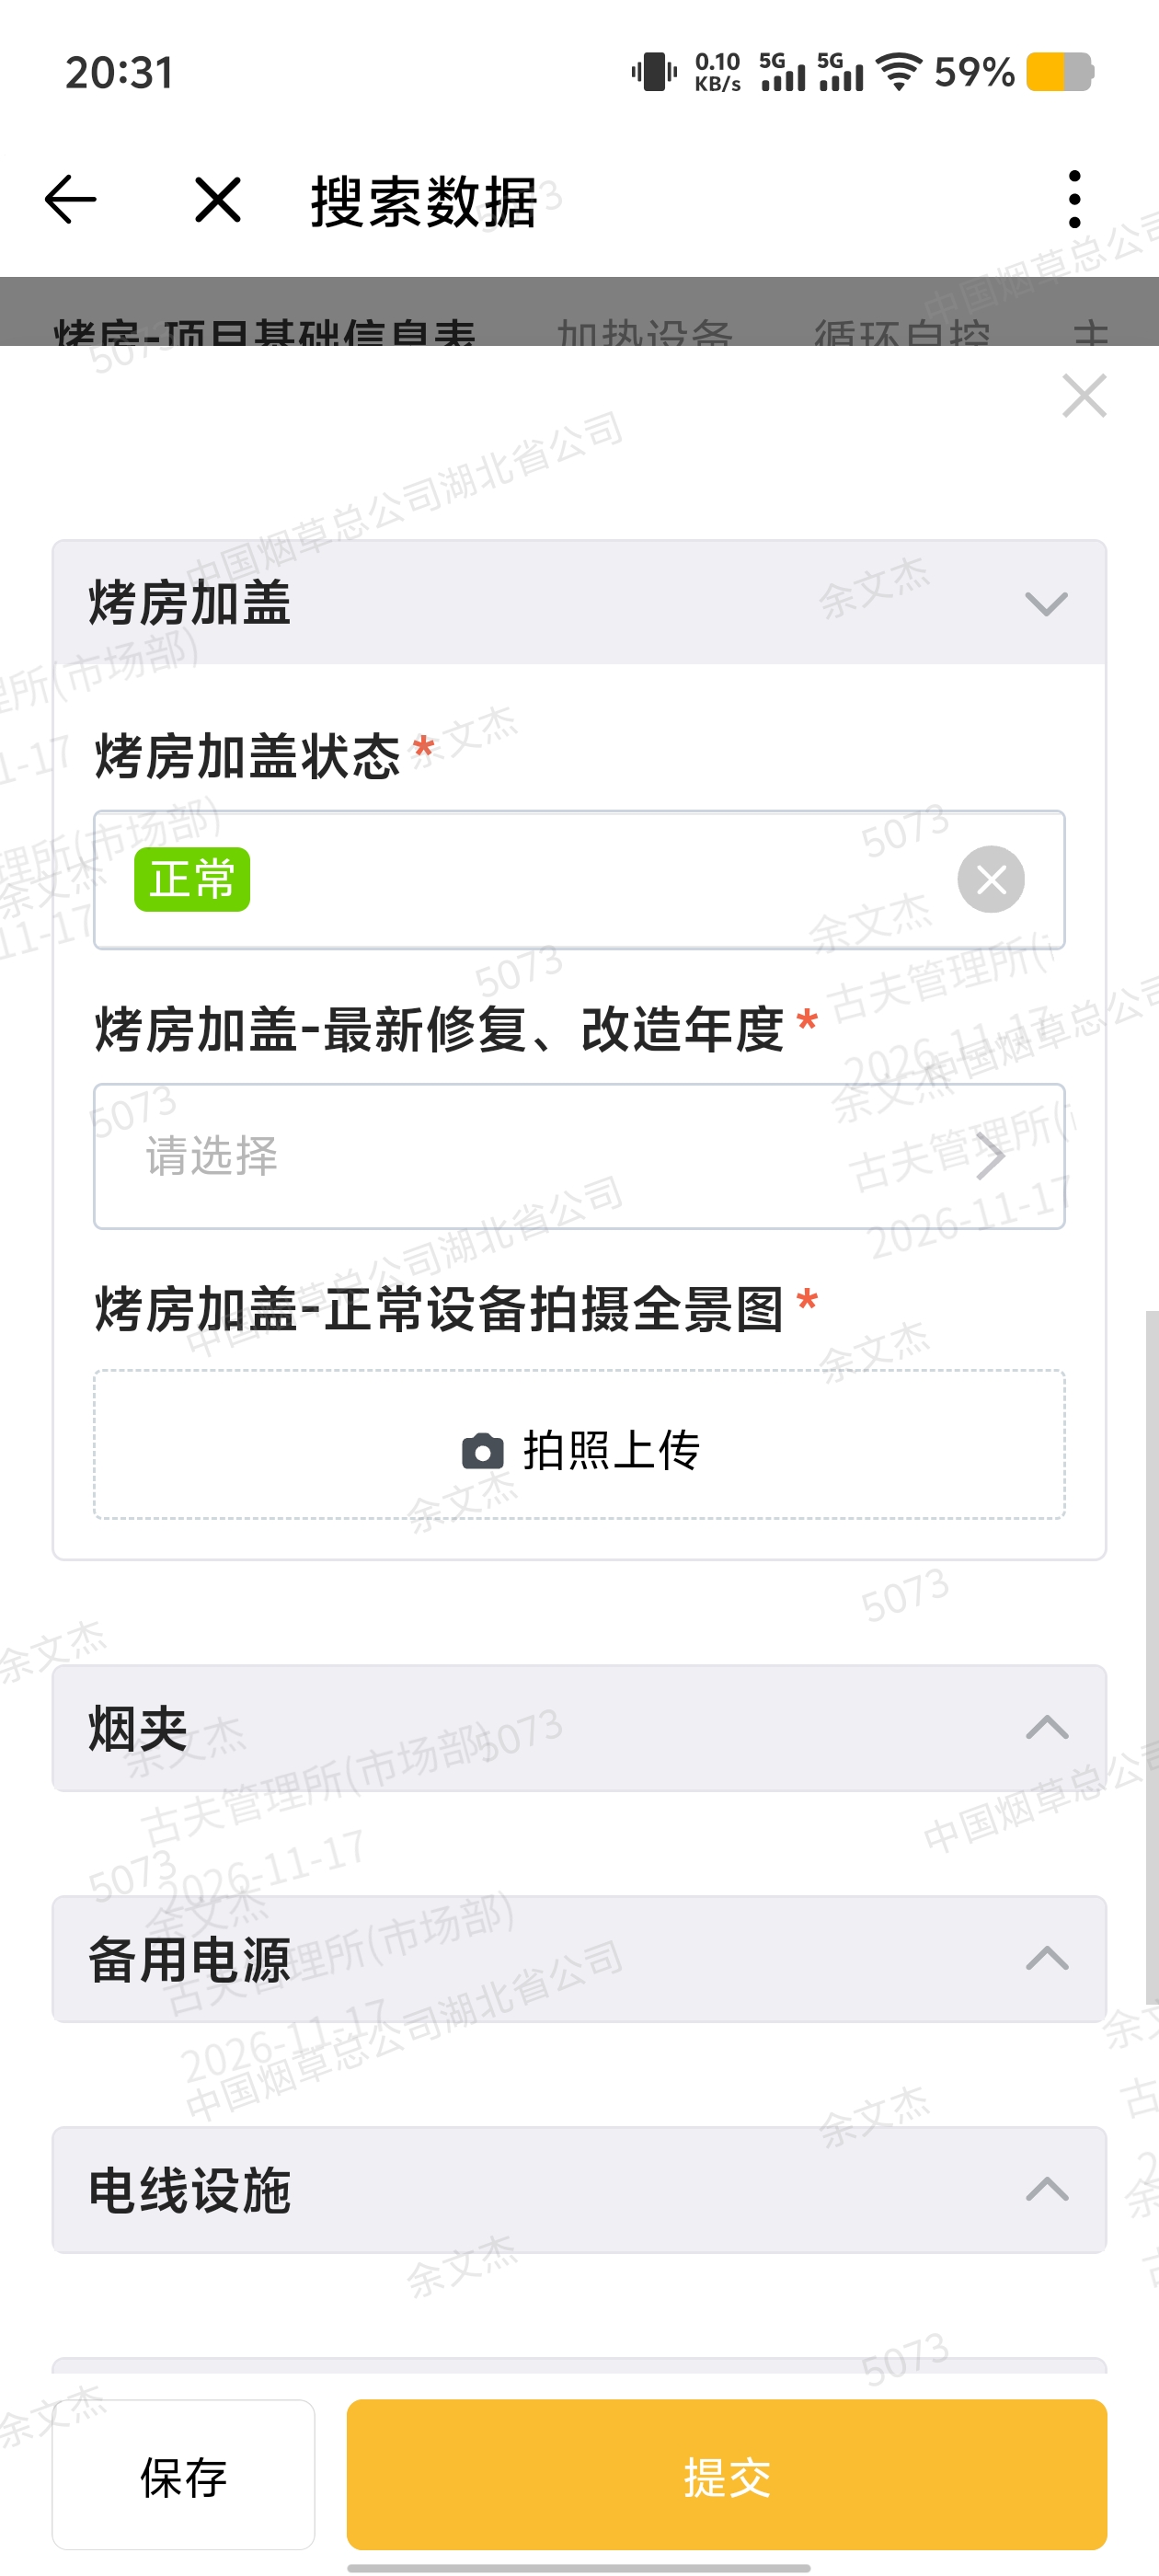 20:31
0.10 KB/s 5G 5G 59%
搜索数据
烤房-项目基础信息表 加热设备 循环自控 主
烤房加盖
烤房加盖状态*
正常
烤房加盖-最新修复、改造年度*
请选择
烤房加盖-正常设备拍摄全景图*
拍照上传
烟夹
备用电源
电线设施
保存 提交
中国烟草总公司湖北省公司
余文杰
5073
古夫管理所(市场部)
2026-11-17